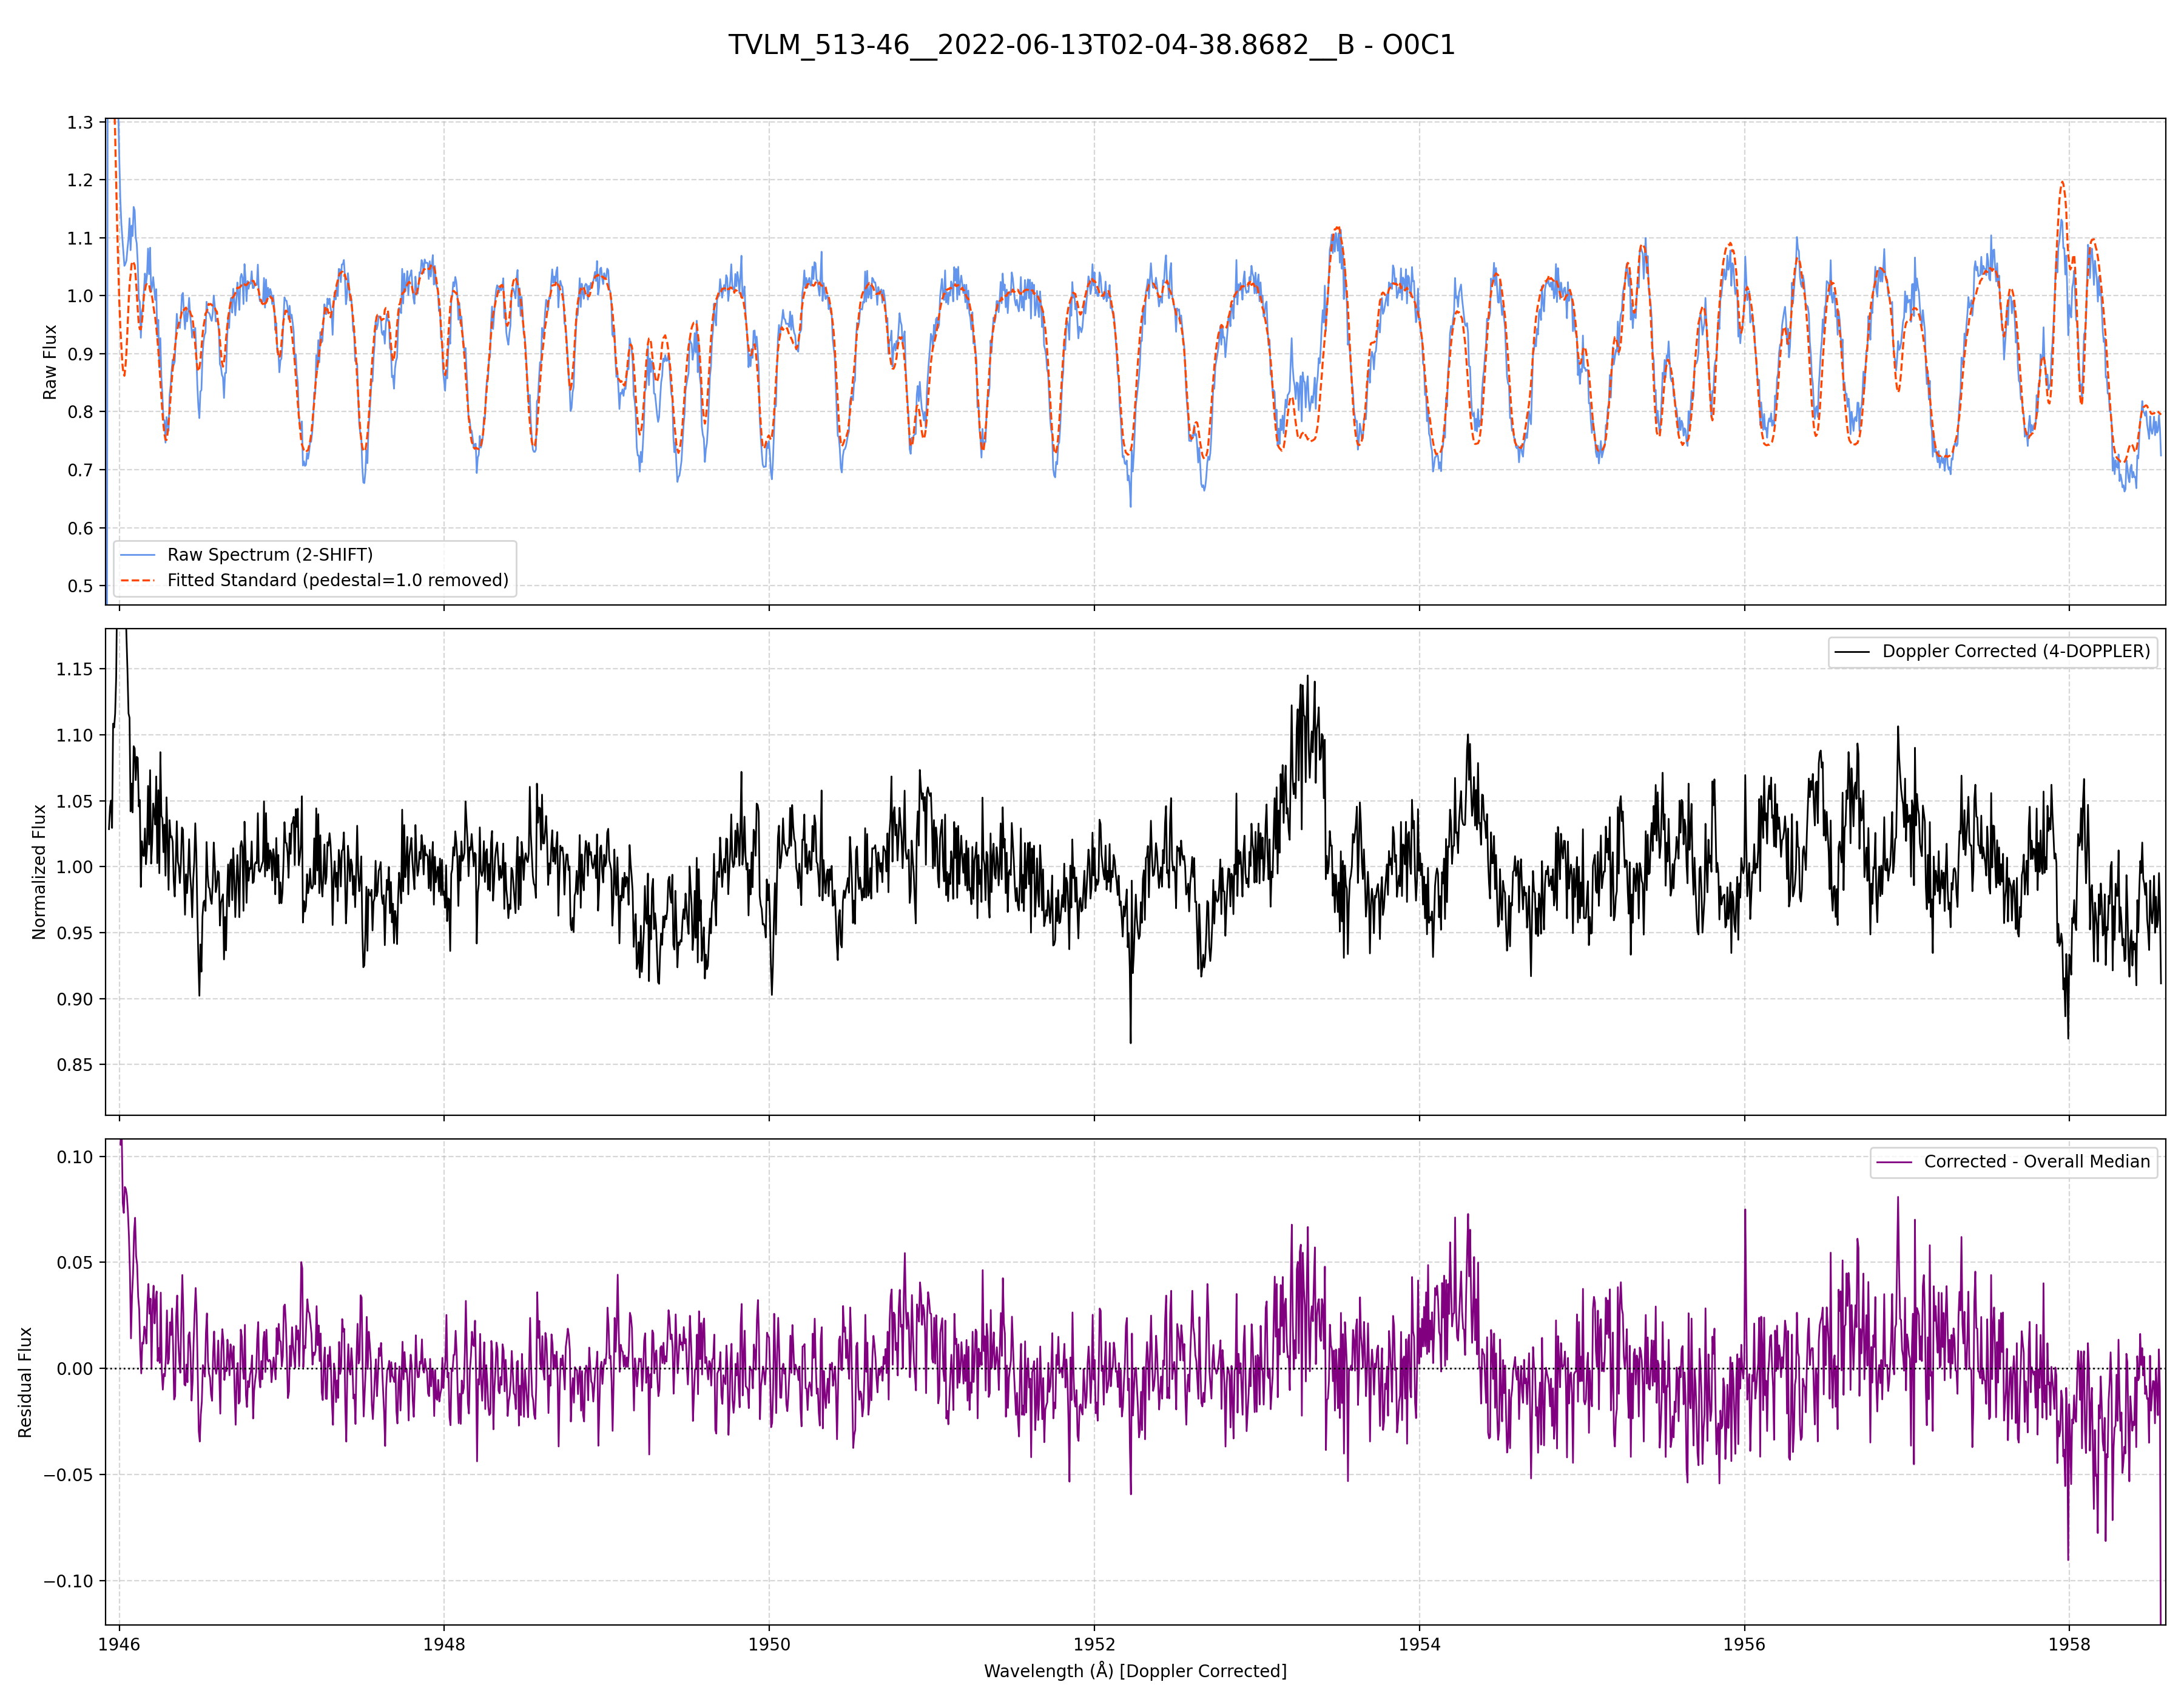 TVLM_513-46__2022-06-13T02-04-38.8682__B - O0C1
1.3
1.2
1.1
1.0
0.9
0.8
0.7
0.6
0.5
Raw Flux
Raw Spectrum (2-SHIFT)
Fitted Standard (pedestal=1.0 removed)
1.15
1.10
1.05
1.00
0.95
0.90
0.85
Normalized Flux
Doppler Corrected (4-DOPPLER)
0.10
0.05
0.00
−0.05
−0.10
Residual Flux
Corrected - Overall Median
1946 1948 1950 1952 1954 1956 1958
Wavelength (Å) [Doppler Corrected]